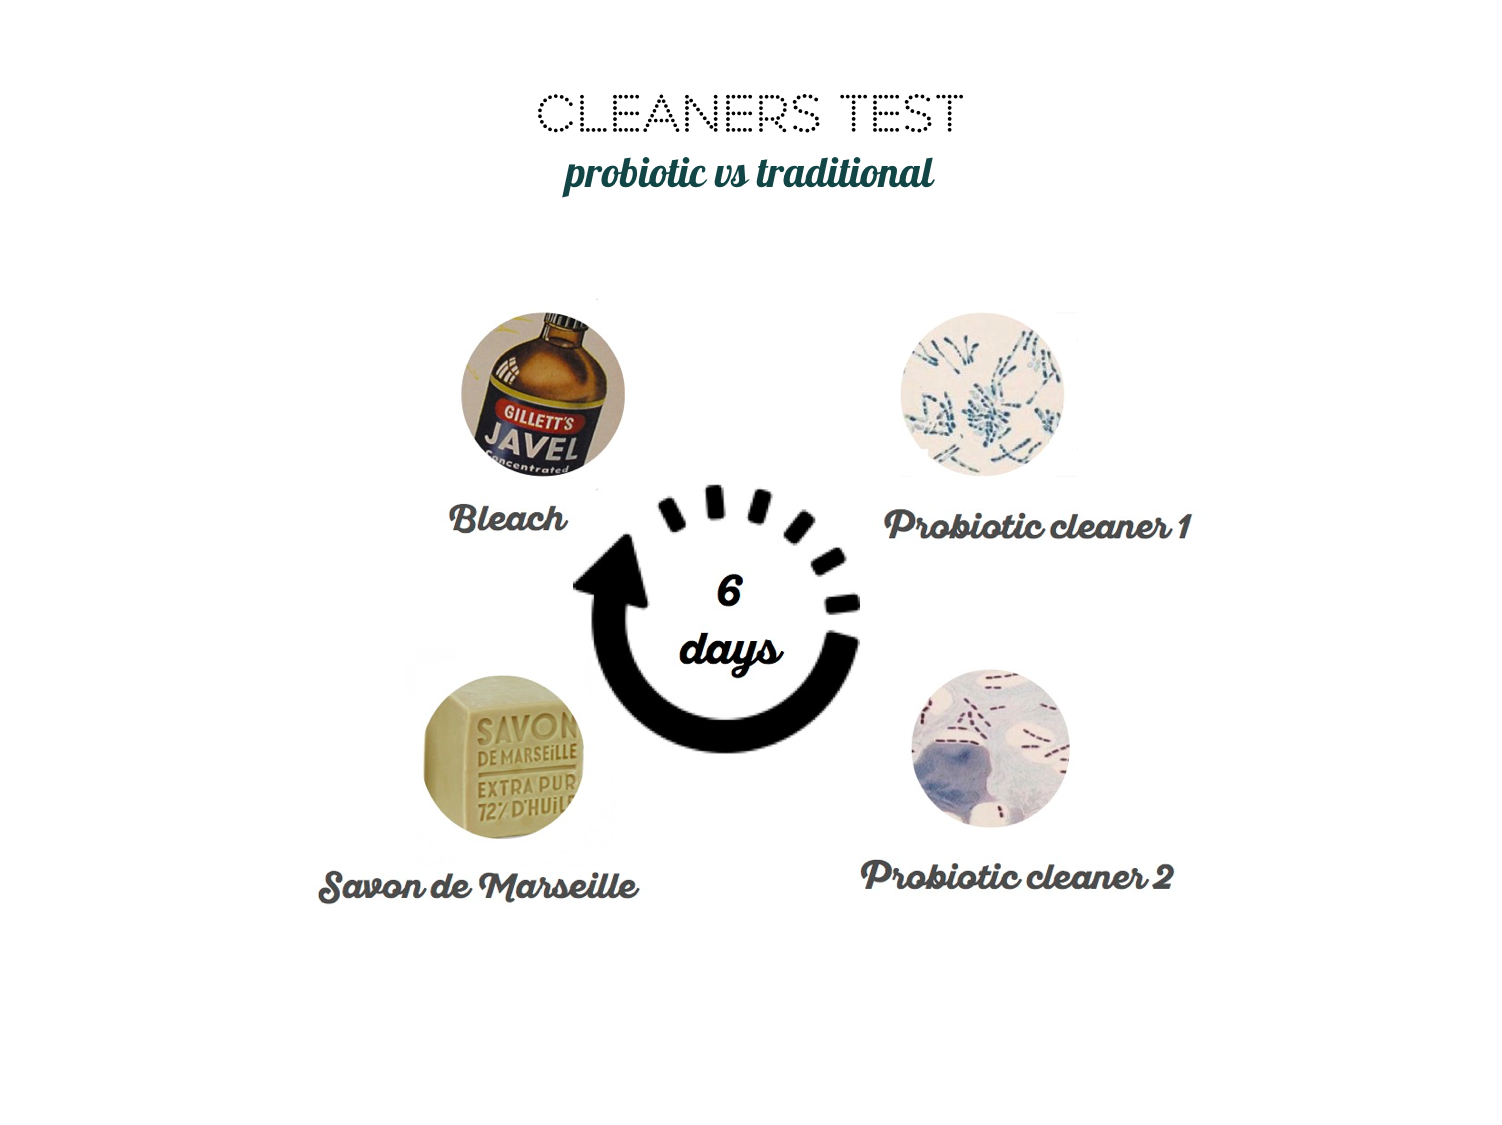 CLEANERS TEST
probiotic vs traditional
GILLETT'S
JAVEL
Concentrated
Bleach
Probiotic cleaner 1
6
days
SAVON
DE MARSEILLE
EXTRA PUR
72% D'HUILE
Savon de Marseille
Probiotic cleaner 2